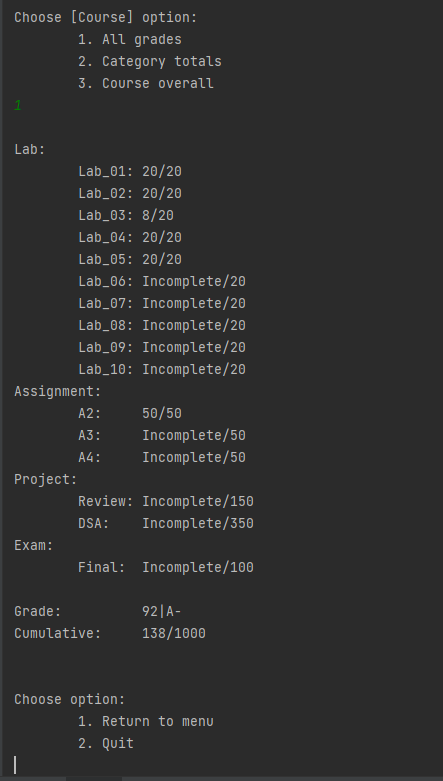 Choose [Course] option:
1. All grades
2. Category totals
3. Course overall
1
Lab:
Lab_01: 20/20
Lab_02: 20/20
Lab_03: 8/20
Lab_04: 20/20
Lab_05: 20/20
Lab_06: Incomplete/20
Lab_07: Incomplete/20
Lab_08: Incomplete/20
Lab_09: Incomplete/20
Lab_10: Incomplete/20
Assignment:
A2: 50/50
A3: Incomplete/50
A4: Incomplete/50
Project:
Review: Incomplete/150
DSA: Incomplete/350
Exam:
Final: Incomplete/100
Grade: 92|A-
Cumulative: 138/1000
Choose option:
1. Return to menu
2. Quit